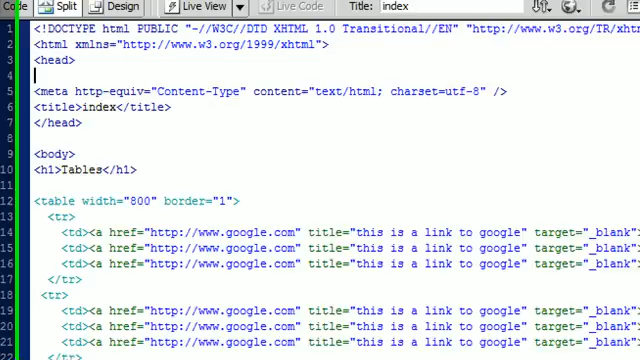 Code Split Design Live View Live Code Title: index
1 <!DOCTYPE html PUBLIC "-//W3C//DTD XHTML 1.0 Transitional//EN" "http://www.w3.org/TR/xhtm
2 <html xmlns="http://www.w3.org/1999/xhtml">
3 <head>
4
5 <meta http-equiv="Content-Type" content="text/html; charset=utf-8" />
6 <title>index</title>
7 </head>
8
9 <body>
10 <h1>Tables</h1>
11
12 <table width="800" border="1">
13 <tr>
14 <td><a href="http://www.google.com" title="this is a link to google" target="_blank"
15 <td><a href="http://www.google.com" title="this is a link to google" target="_blank"
16 <td><a href="http://www.google.com" title="this is a link to google" target="_blank"
17 </tr>
18 <tr>
19 <td><a href="http://www.google.com" title="this is a link to google" target="_blank"
20 <td><a href="http://www.google.com" title="this is a link to google" target="_blank"
21 <td><a href="http://www.google.com" title="this is a link to google" target="_blank"
22 </tr>